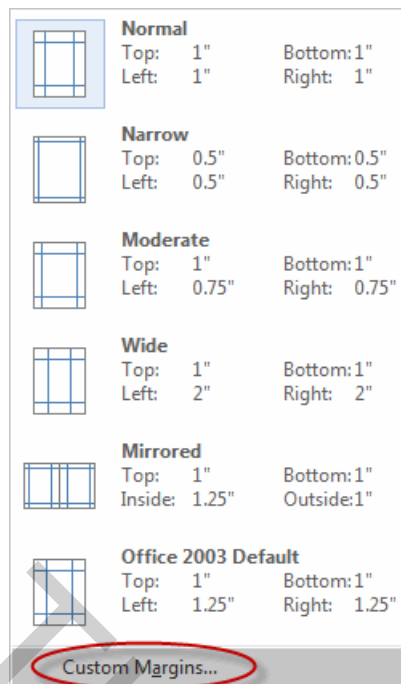 Normal
Top: 1" Bottom: 1"
Left: 1" Right: 1"
Narrow
Top: 0.5" Bottom: 0.5"
Left: 0.5" Right: 0.5"
Moderate
Top: 1" Bottom: 1"
Left: 0.75" Right: 0.75"
Wide
Top: 1" Bottom: 1"
Left: 2" Right: 2"
Mirrored
Top: 1" Bottom: 1"
Inside: 1.25" Outside: 1"
Office 2003 Default
Top: 1" Bottom: 1"
Left: 1.25" Right: 1.25"
Custom Margins...